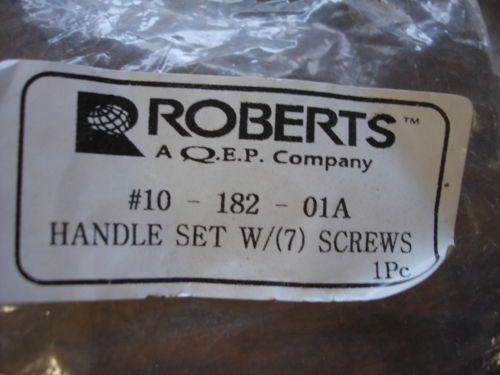 ROBERTS™
A Q.E.P. Company
#10 - 182 - 01A
HANDLE SET W/(7) SCREWS
1Pc